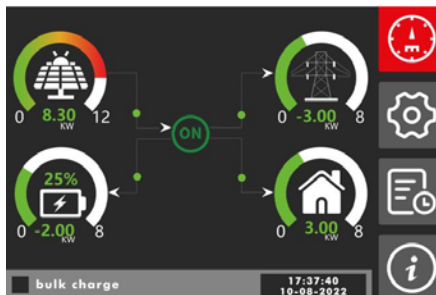 0 8.30 12
KW
0 -3.00 8
KW
ON
25%
0 -2.00 8
KW
0 3.00 8
KW
bulk charge
17:37:40
10-08-2022